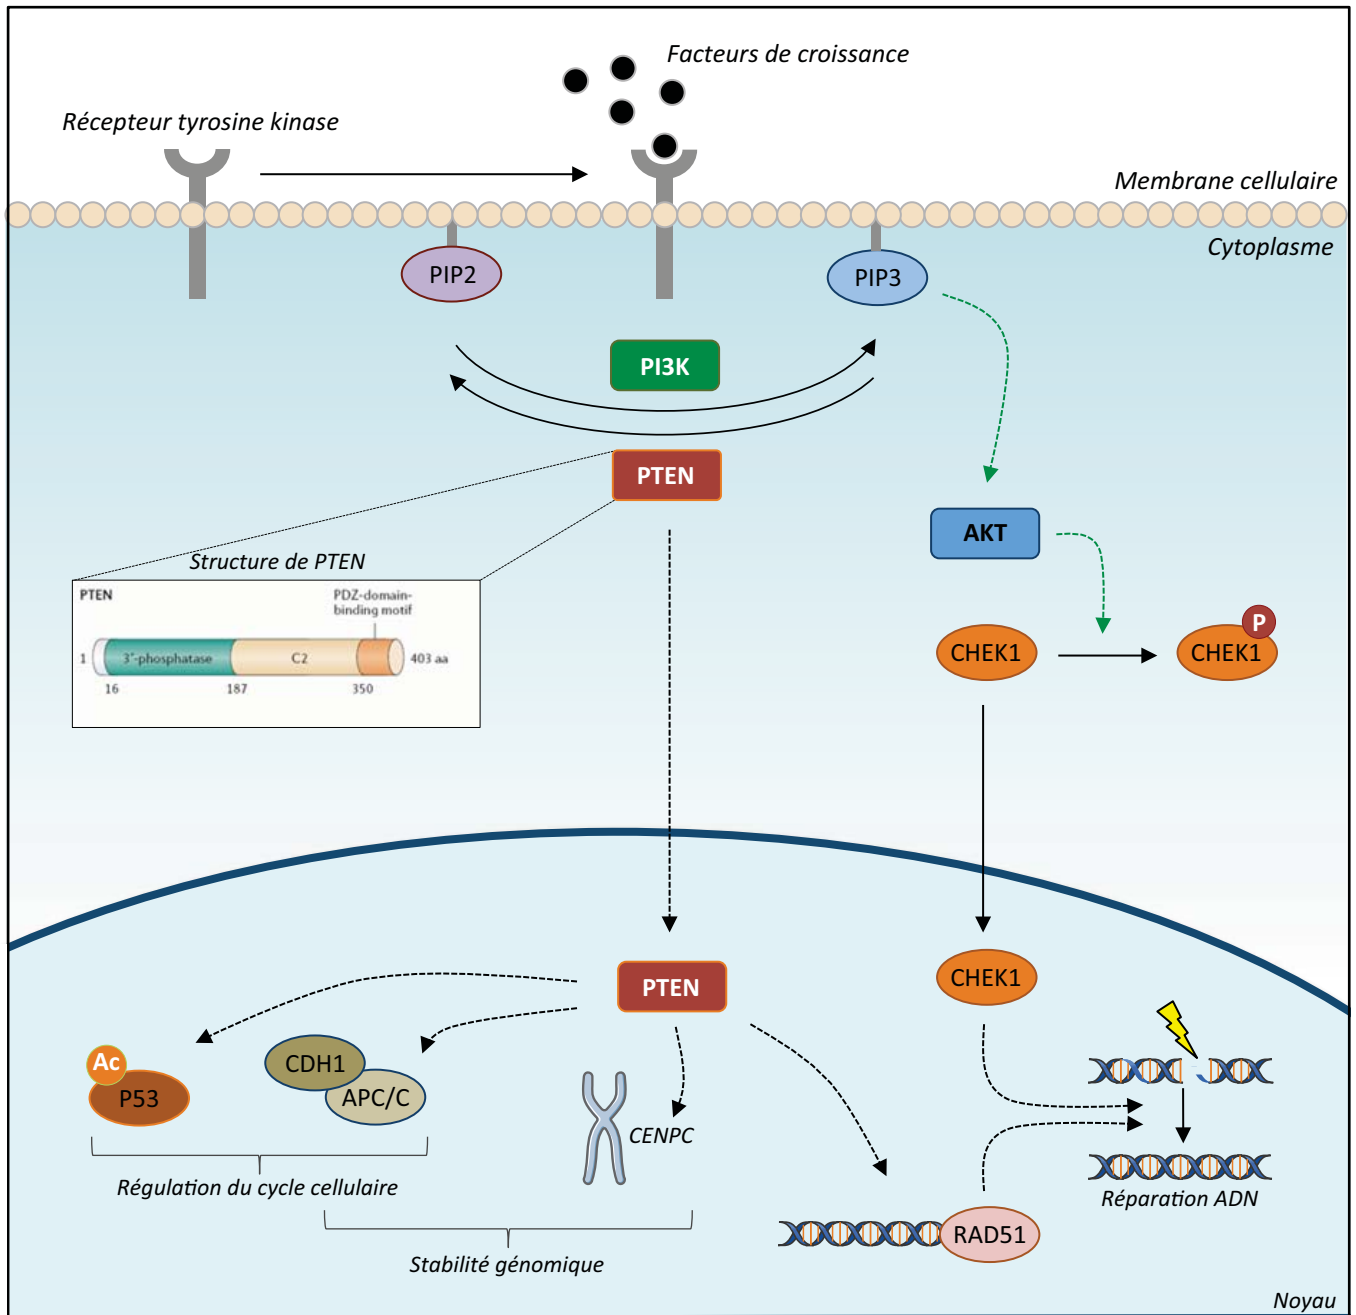 Facteurs de croissance
Récepteur tyrosine kinase
Membrane cellulaire
Cytoplasme
PIP2
PIP3
PI3K
PTEN
AKT
Structure de PTEN
PTEN
PDZ-domain-
binding motif
1
3'-phosphatase
C2
403 aa
16
187
350
CHEK1
P
CHEK1
PTEN
CHEK1
Ac
P53
CDH1
APC/C
CENPC
Régulation du cycle cellulaire
Stabilité génomique
RAD51
Réparation ADN
Noyau